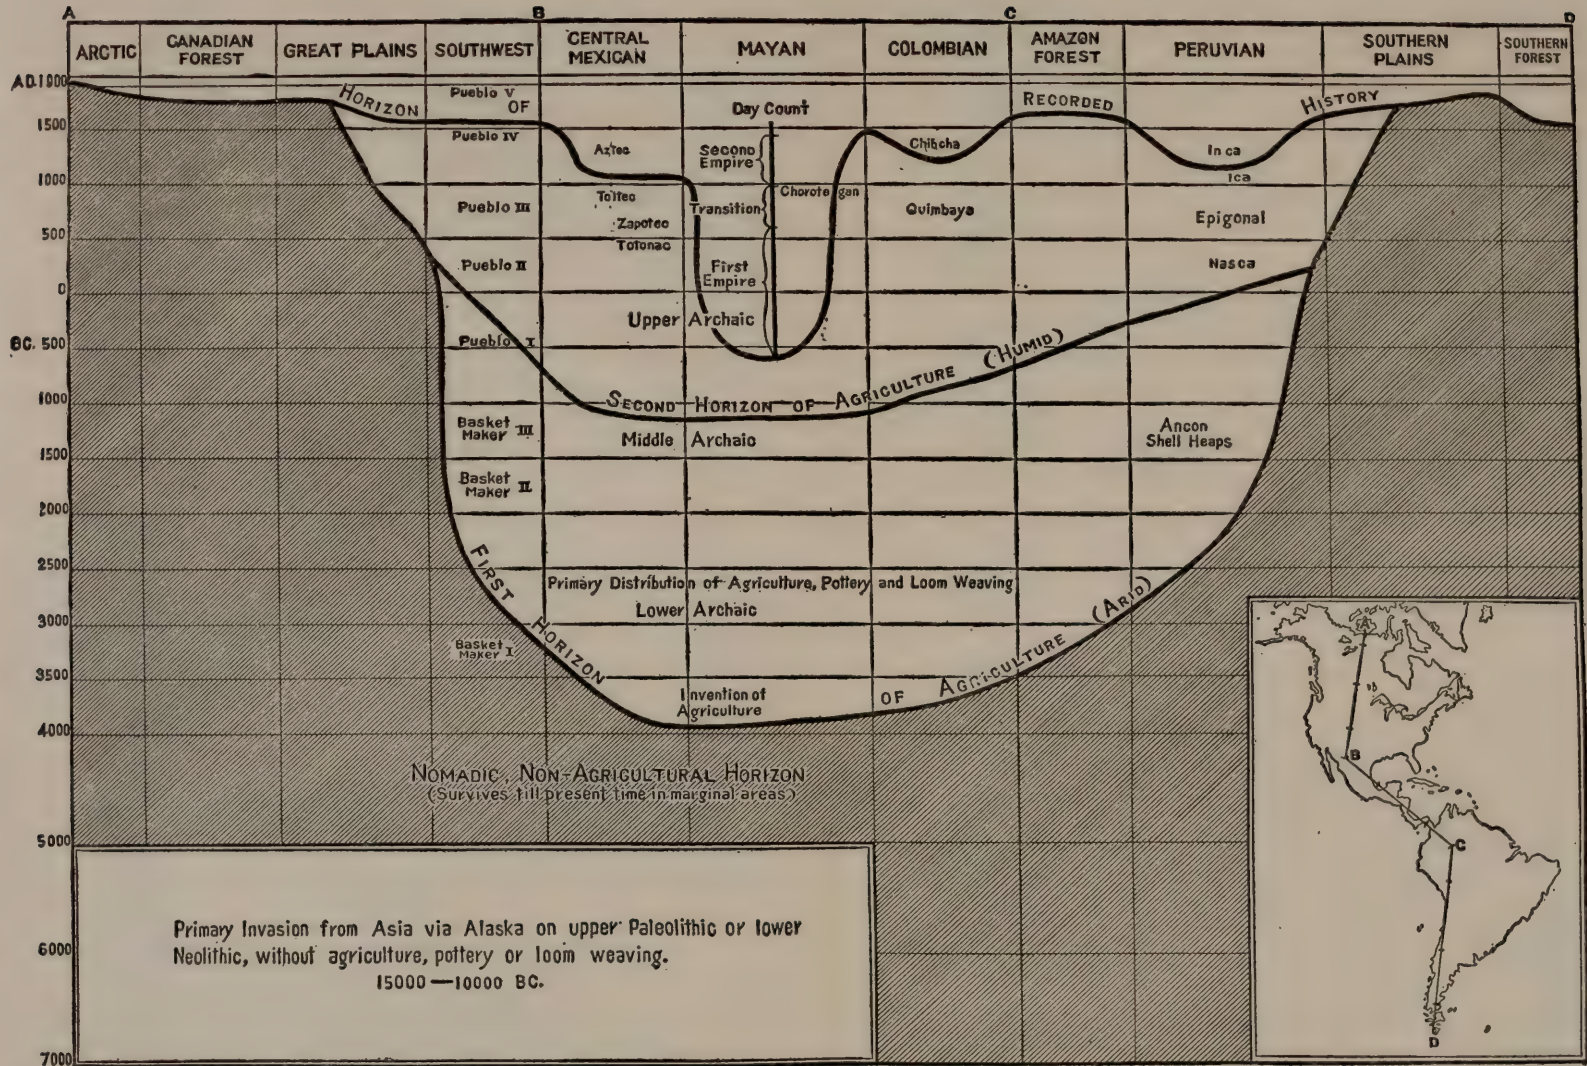 A B C D
ARCTIC
CANADIAN
FOREST
GREAT PLAINS
SOUTHWEST
CENTRAL
MEXICAN
MAYAN
COLOMBIAN
AMAZON
FOREST
PERUVIAN
SOUTHERN
PLAINS
SOUTHERN
FOREST
1500
1000
500
0
BC. 500
1000
1500
2000
2500
3000
3500
4000
5000
6000
7000
HORIZON OF RECORDED HISTORY
Pueblo V
Pueblo IV
Pueblo III
Pueblo II
Pueblo I
Basket
Maker III
Basket
Maker II
Basket
Maker I
Aztec
Toltec
Zapotec
Totonac
Day Count
Second
Empire
Transition
First
Empire
Chorotegan
Chibcha
Quimbaya
Inca
Ica
Epigonal
Nasca
Upper Archaic
SECOND HORIZON OF AGRICULTURE (HUMID)
Middle Archaic
Ancon
Shell Heaps
Primary Distribution of Agriculture, Pottery and Loom Weaving
Lower Archaic
FIRST HORIZON OF AGRICULTURE (ARID)
Invention of
Agriculture
NOMADIC, NON-AGRICULTURAL HORIZON
(Survives till present time in marginal areas)
Primary Invasion from Asia via Alaska on upper Paleolithic or lower
Neolithic, without agriculture, pottery or loom weaving.
15000—10000 BC.
A
B
C
D